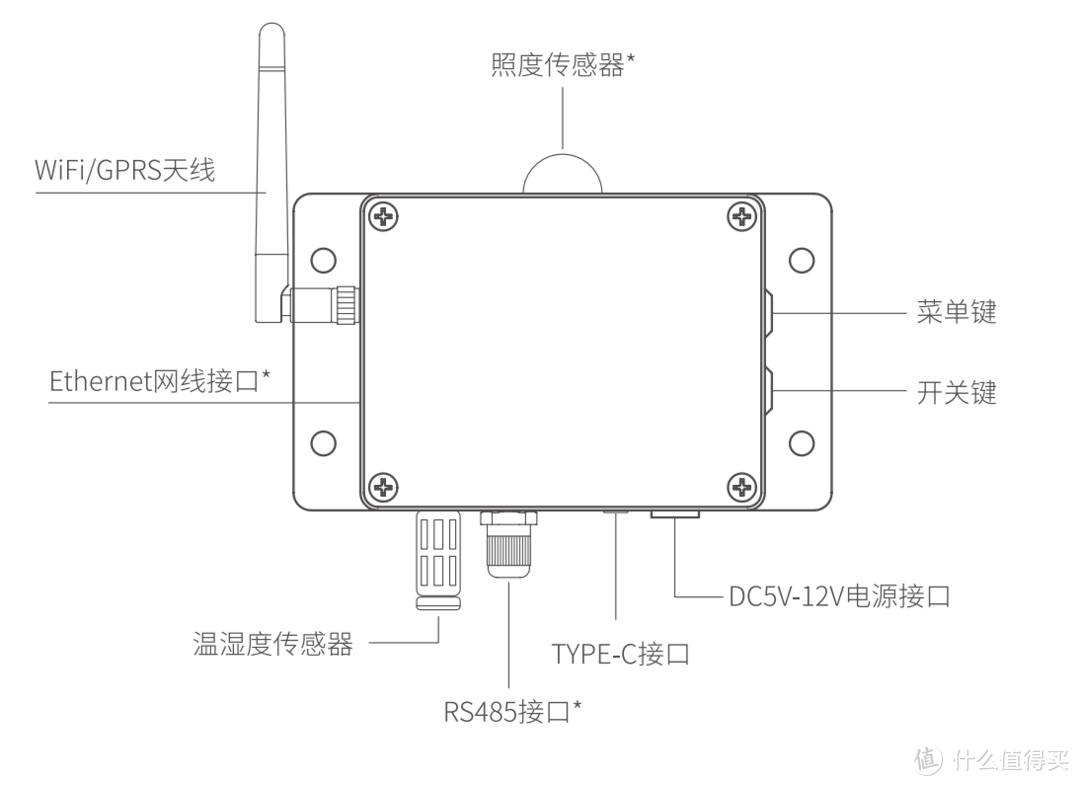 照度传感器*
WiFi/GPRS天线
菜单键
Ethernet网线接口*
开关键
DC5V-12V电源接口
温湿度传感器
TYPE-C接口
RS485接口*
值 什么值得买